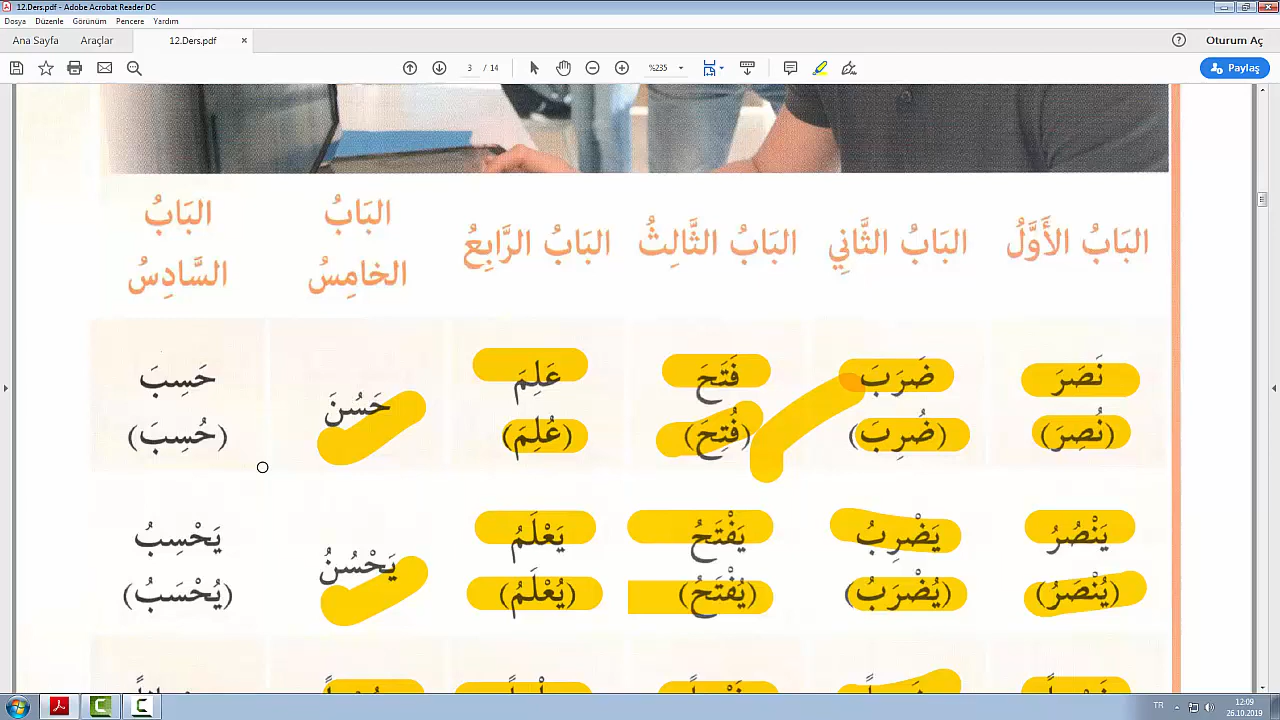 12.Ders.pdf - Adobe Acrobat Reader DC
Dosya Düzenle Görünüm Pencere Yardım
Ana Sayfa Araçlar 12.Ders.pdf × Oturum Aç
3 / 14 %235 Paylaş
البَابُ الأَوَّلُ البَابُ الثَّانِي البَابُ الثَّالِثُ البَابُ الرَّابِعُ البَابُ الخامِسُ البَابُ السَّادِسُ
نَصَرَ ضَرَبَ فَتَحَ عَلِمَ حَسُنَ حَسِبَ
(نُصِرَ) (ضُرِبَ) (فُتِحَ) (عُلِمَ) (حُسِبَ)
يَنْصُرُ يَضْرِبُ يَفْتَحُ يَعْلَمُ يَحْسُنُ يَحْسِبُ
(يُنْصَرُ) (يُضْرَبُ) (يُفْتَحُ) (يُعْلَمُ) (يُحْسَبُ)
TR 12:09
26.10.2019